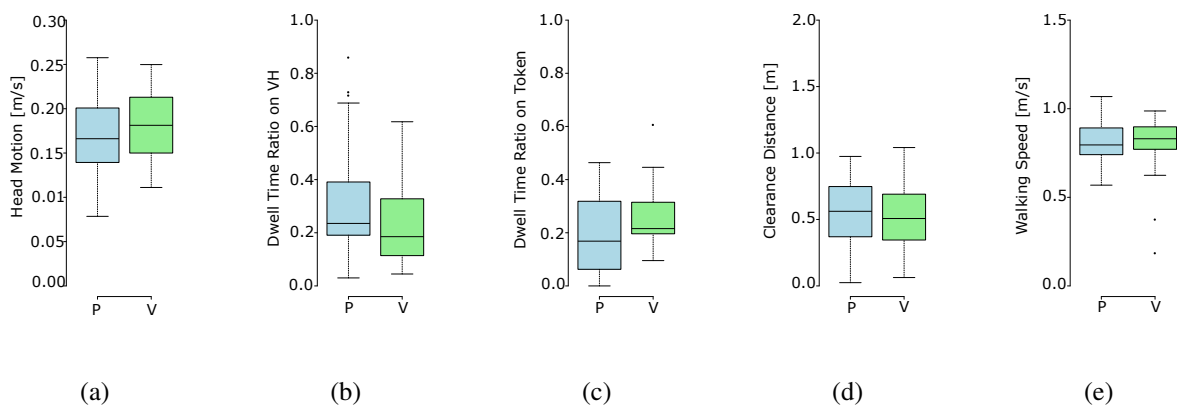 Head Motion [m/s]
0.30
0.25
0.20
0.15
0.10
0.05
0.00
P V
(a)
Dwell Time Ratio on VH
1.0
0.8
0.6
0.4
0.2
0.0
P V
(b)
Dwell Time Ratio on Token
1.0
0.8
0.6
0.4
0.2
0.0
P V
(c)
Clearance Distance [m]
2.0
1.5
1.0
0.5
0.0
P V
(d)
Walking Speed [m/s]
1.5
1.0
0.5
0.0
P V
(e)